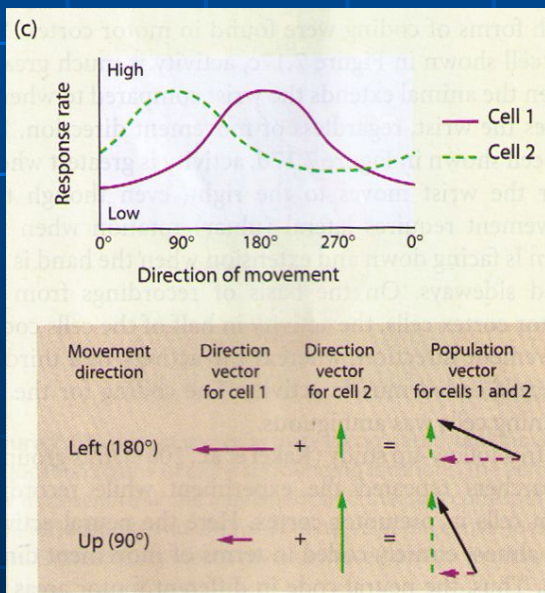 (c)
High
Response rate
Low
Cell 1
Cell 2
0° 90° 180° 270° 0°
Direction of movement
Movement direction
Direction vector for cell 1
Direction vector for cell 2
Population vector for cells 1 and 2
Left (180°) + =
Up (90°) + =